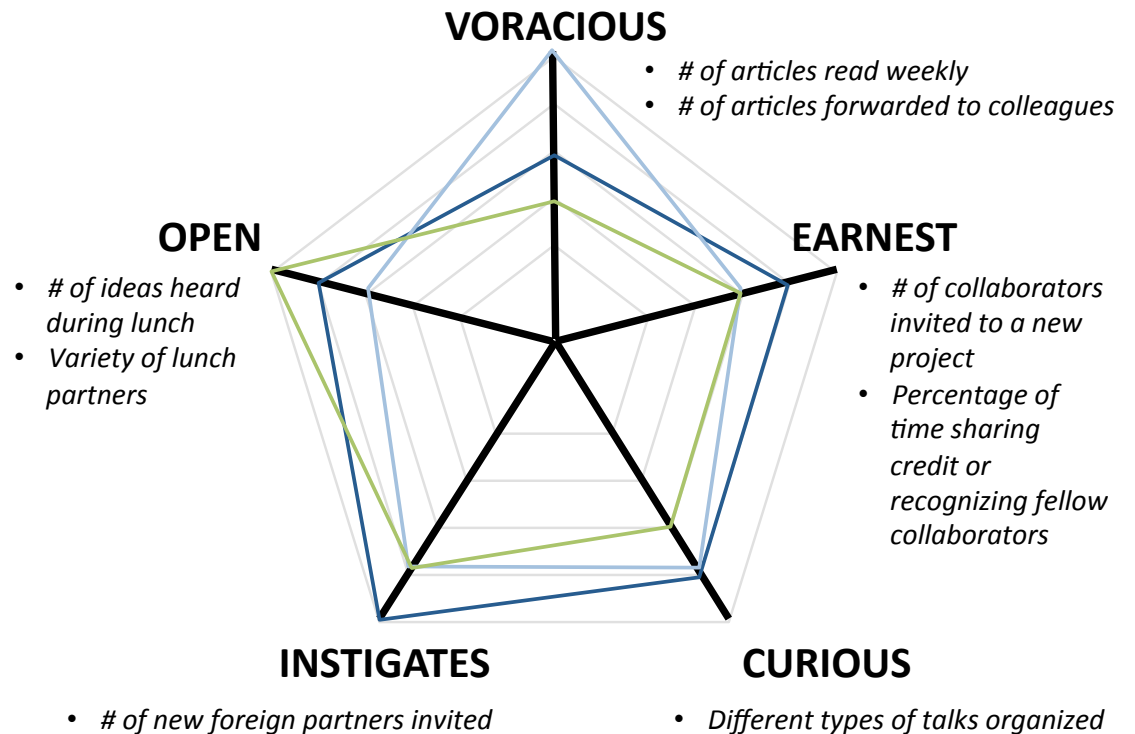 VORACIOUS
• # of articles read weekly
• # of articles forwarded to colleagues
OPEN
• # of ideas heard
during lunch
• Variety of lunch
partners
EARNEST
• # of collaborators
invited to a new
project
• Percentage of
time sharing
credit or
recognizing fellow
collaborators
INSTIGATES
• # of new foreign partners invited
CURIOUS
• Different types of talks organized